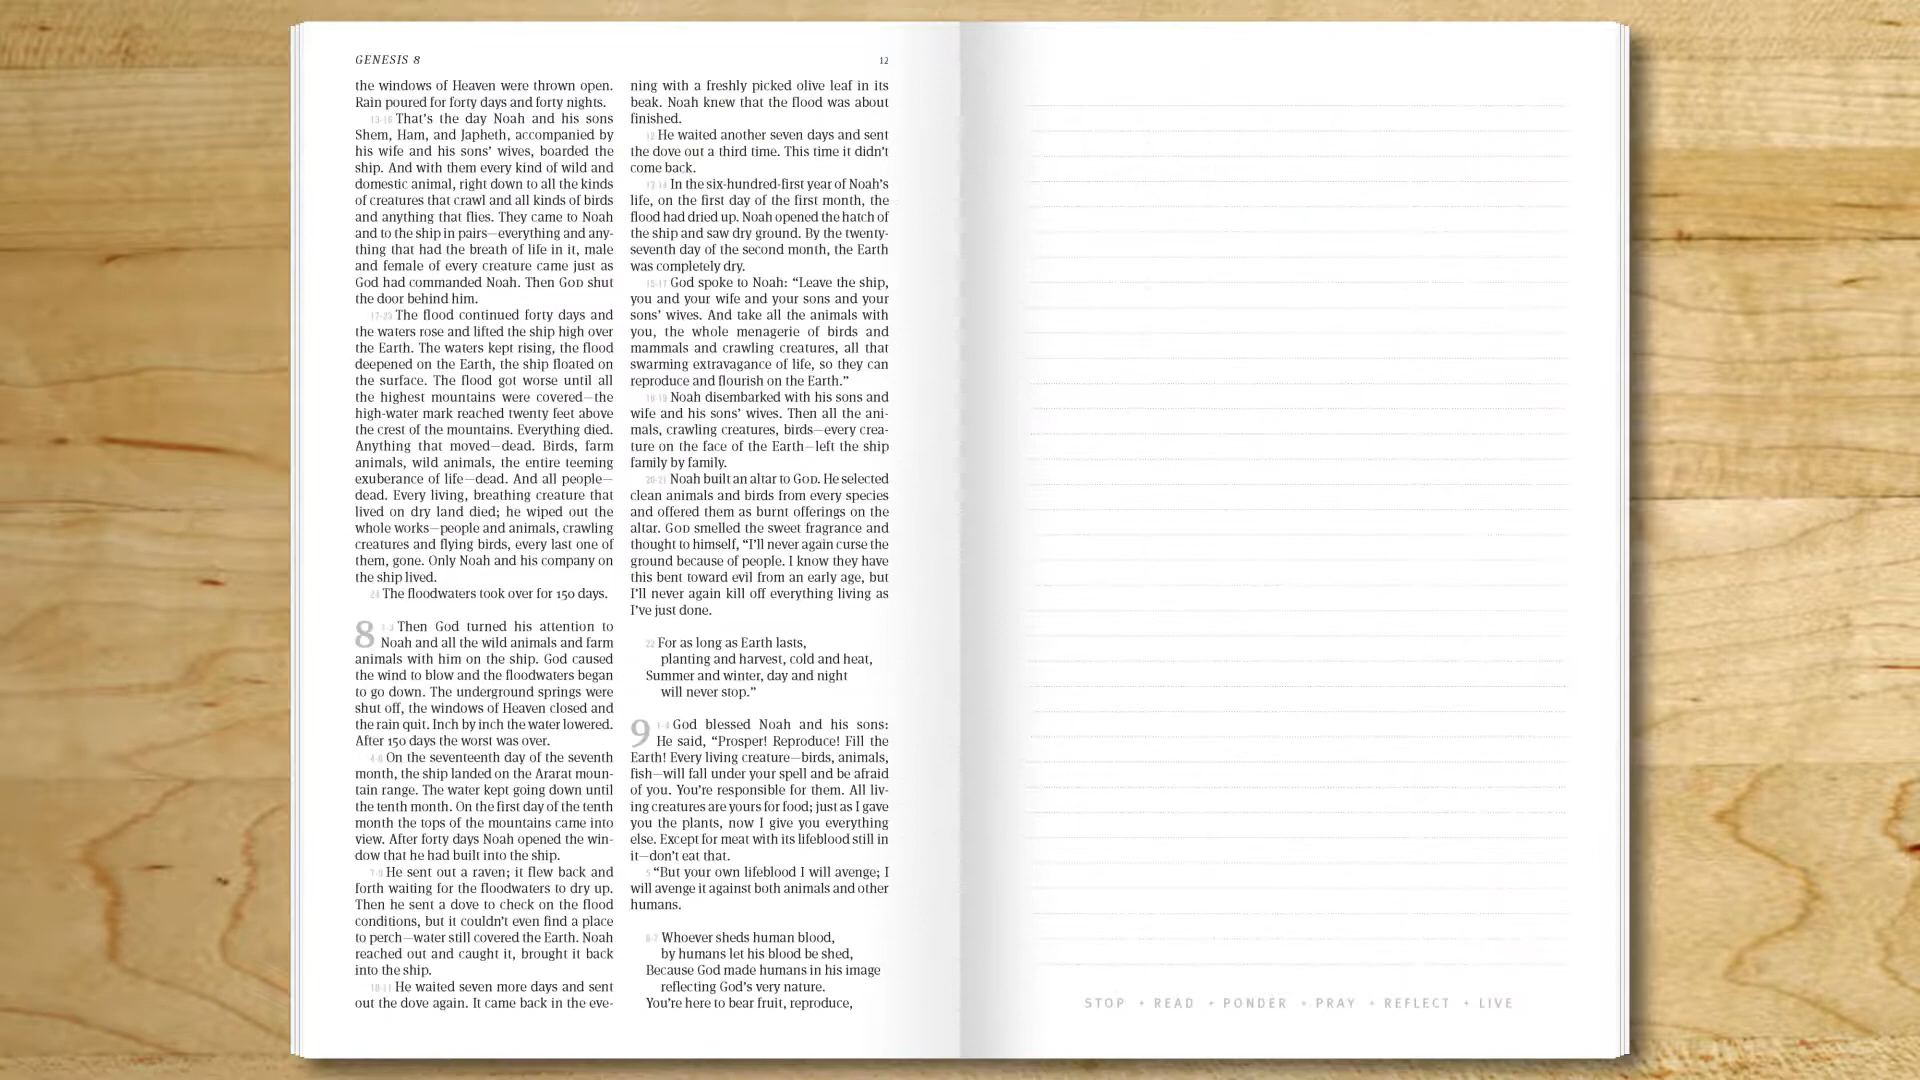 GENESIS 8
12
the windows of Heaven were thrown open.
Rain poured for forty days and forty nights.
13-16 That's the day Noah and his sons
Shem, Ham, and Japheth, accompanied by
his wife and his sons' wives, boarded the
ship. And with them every kind of wild and
domestic animal, right down to all the kinds
of creatures that crawl and all kinds of birds
and anything that flies. They came to Noah
and to the ship in pairs—everything and any-
thing that had the breath of life in it, male
and female of every creature came just as
God had commanded Noah. Then GOD shut
the door behind him.
17-23 The flood continued forty days and
the waters rose and lifted the ship high over
the Earth. The waters kept rising, the flood
deepened on the Earth, the ship floated on
the surface. The flood got worse until all
the highest mountains were covered—the
high-water mark reached twenty feet above
the crest of the mountains. Everything died.
Anything that moved—dead. Birds, farm
animals, wild animals, the entire teeming
exuberance of life—dead. And all people—
dead. Every living, breathing creature that
lived on dry land died; he wiped out the
whole works—people and animals, crawling
creatures and flying birds, every last one of
them, gone. Only Noah and his company on
the ship lived.
24 The floodwaters took over for 150 days.
8 1-3 Then God turned his attention to
Noah and all the wild animals and farm
animals with him on the ship. God caused
the wind to blow and the floodwaters began
to go down. The underground springs were
shut off, the windows of Heaven closed and
the rain quit. Inch by inch the water lowered.
After 150 days the worst was over.
4-6 On the seventeenth day of the seventh
month, the ship landed on the Ararat moun-
tain range. The water kept going down until
the tenth month. On the first day of the tenth
month the tops of the mountains came into
view. After forty days Noah opened the win-
dow that he had built into the ship.
7-9 He sent out a raven; it flew back and
forth waiting for the floodwaters to dry up.
Then he sent a dove to check on the flood
conditions, but it couldn't even find a place
to perch—water still covered the Earth. Noah
reached out and caught it, brought it back
into the ship.
10-11 He waited seven more days and sent
out the dove again. It came back in the eve-
ning with a freshly picked olive leaf in its
beak. Noah knew that the flood was about
finished.
12 He waited another seven days and sent
the dove out a third time. This time it didn't
come back.
13-14 In the six-hundred-first year of Noah's
life, on the first day of the first month, the
flood had dried up. Noah opened the hatch of
the ship and saw dry ground. By the twenty-
seventh day of the second month, the Earth
was completely dry.
15-17 God spoke to Noah: “Leave the ship,
you and your wife and your sons and your
sons' wives. And take all the animals with
you, the whole menagerie of birds and
mammals and crawling creatures, all that
swarming extravagance of life, so they can
reproduce and flourish on the Earth.”
18-19 Noah disembarked with his sons and
wife and his sons' wives. Then all the ani-
mals, crawling creatures, birds—every crea-
ture on the face of the Earth—left the ship
family by family.
20-21 Noah built an altar to GOD. He selected
clean animals and birds from every species
and offered them as burnt offerings on the
altar. GOD smelled the sweet fragrance and
thought to himself, “I'll never again curse the
ground because of people. I know they have
this bent toward evil from an early age, but
I'll never again kill off everything living as
I've just done.
22 For as long as Earth lasts,
planting and harvest, cold and heat,
Summer and winter, day and night
will never stop.”
9 1-4 God blessed Noah and his sons:
He said, “Prosper! Reproduce! Fill the
Earth! Every living creature—birds, animals,
fish—will fall under your spell and be afraid
of you. You're responsible for them. All liv-
ing creatures are yours for food; just as I gave
you the plants, now I give you everything
else. Except for meat with its lifeblood still in
it—don't eat that.
5 “But your own lifeblood I will avenge; I
will avenge it against both animals and other
humans.
6-7 Whoever sheds human blood,
by humans let his blood be shed,
Because God made humans in his image
reflecting God's very nature.
You're here to bear fruit, reproduce,
STOP + READ + PONDER + PRAY + REFLECT + LIVE